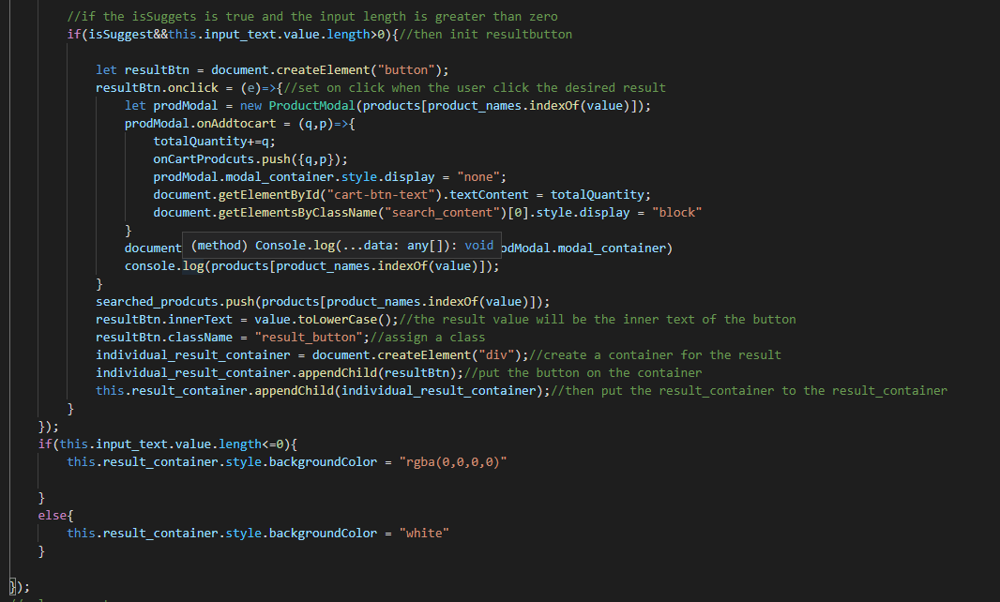 //if the isSuggets is true and the input length is greater than zero
if(isSuggest&&this.input_text.value.length>0){//then init resultbutton
let resultBtn = document.createElement("button");
resultBtn.onclick = (e)=>{//set on click when the user click the desired result
let prodModal = new ProductModal(products[product_names.indexOf(value)]);
prodModal.onAddtocart = (q,p)=>{
totalQuantity+=q;
onCartProdcuts.push({q,p});
prodModal.modal_container.style.display = "none";
document.getElementById("cart-btn-text").textContent = totalQuantity;
document.getElementsByClassName("search_content")[0].style.display = "block"
}
document (method) Console.log(...data: any[]): void odModal.modal_container)
console.log(products[product_names.indexOf(value)]);
}
searched_prodcuts.push(products[product_names.indexOf(value)]);
resultBtn.innerText = value.toLowerCase();//the result value will be the inner text of the button
resultBtn.className = "result_button";//assign a class
individual_result_container = document.createElement("div");//create a container for the result
individual_result_container.appendChild(resultBtn);//put the button on the container
this.result_container.appendChild(individual_result_container);//then put the result_container to the result_container
}
});
if(this.input_text.value.length<=0){
this.result_container.style.backgroundColor = "rgba(0,0,0,0)"
}
else{
this.result_container.style.backgroundColor = "white"
}
});